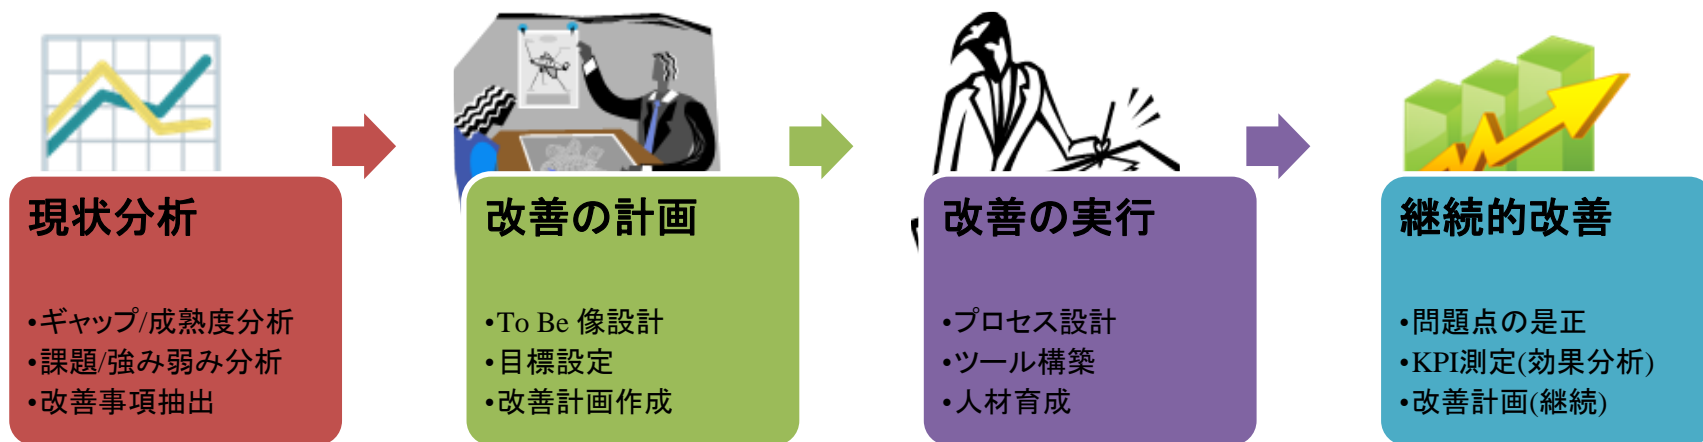 現状分析
•ギャップ/成熟度分析
•課題/強み弱み分析
•改善事項抽出
改善の計画
•To Be 像設計
•目標設定
•改善計画作成
改善の実行
•プロセス設計
•ツール構築
•人材育成
継続的改善
•問題点の是正
•KPI測定(効果分析)
•改善計画(継続)